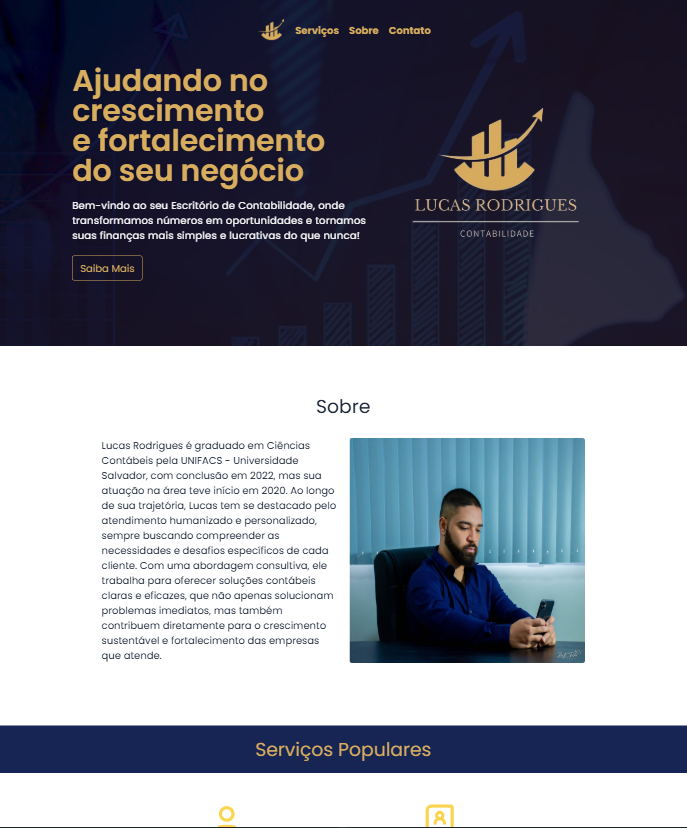 Serviços Sobre Contato
Ajudando no
crescimento
e fortalecimento
do seu negócio
Bem-vindo ao seu Escritório de Contabilidade, onde
transformamos números em oportunidades e tornamos
suas finanças mais simples e lucrativas do que nunca!
Saiba Mais
LUCAS RODRIGUES
CONTABILIDADE
Sobre
Lucas Rodrigues é graduado em Ciências
Contábeis pela UNIFACS - Universidade
Salvador, com conclusão em 2022, mas sua
atuação na área teve início em 2020. Ao longo
de sua trajetória, Lucas tem se destacado pelo
atendimento humanizado e personalizado,
sempre buscando compreender as
necessidades e desafios específicos de cada
cliente. Com uma abordagem consultiva, ele
trabalha para oferecer soluções contábeis
claras e eficazes, que não apenas solucionam
problemas imediatos, mas também
contribuem diretamente para o crescimento
sustentável e fortalecimento das empresas
que atende.
Serviços Populares